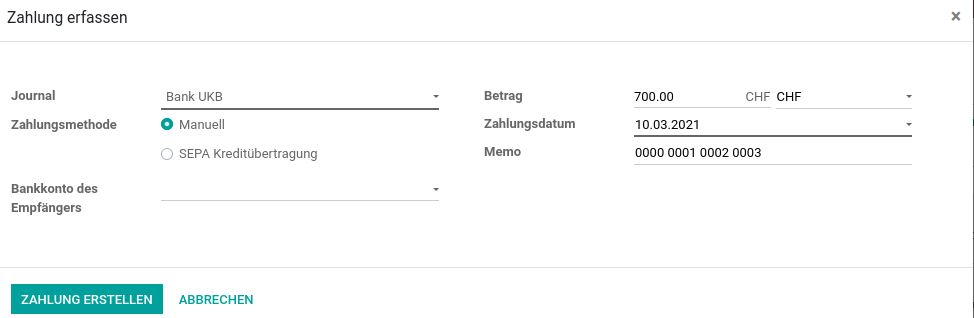 Zahlung erfassen ×
Journal Bank UKB
Zahlungsmethode Manuell
SEPA Kreditübertragung
Bankkonto des
Empfängers
Betrag 700.00 CHF CHF
Zahlungsdatum 10.03.2021
Memo 0000 0001 0002 0003
ZAHLUNG ERSTELLEN ABBRECHEN